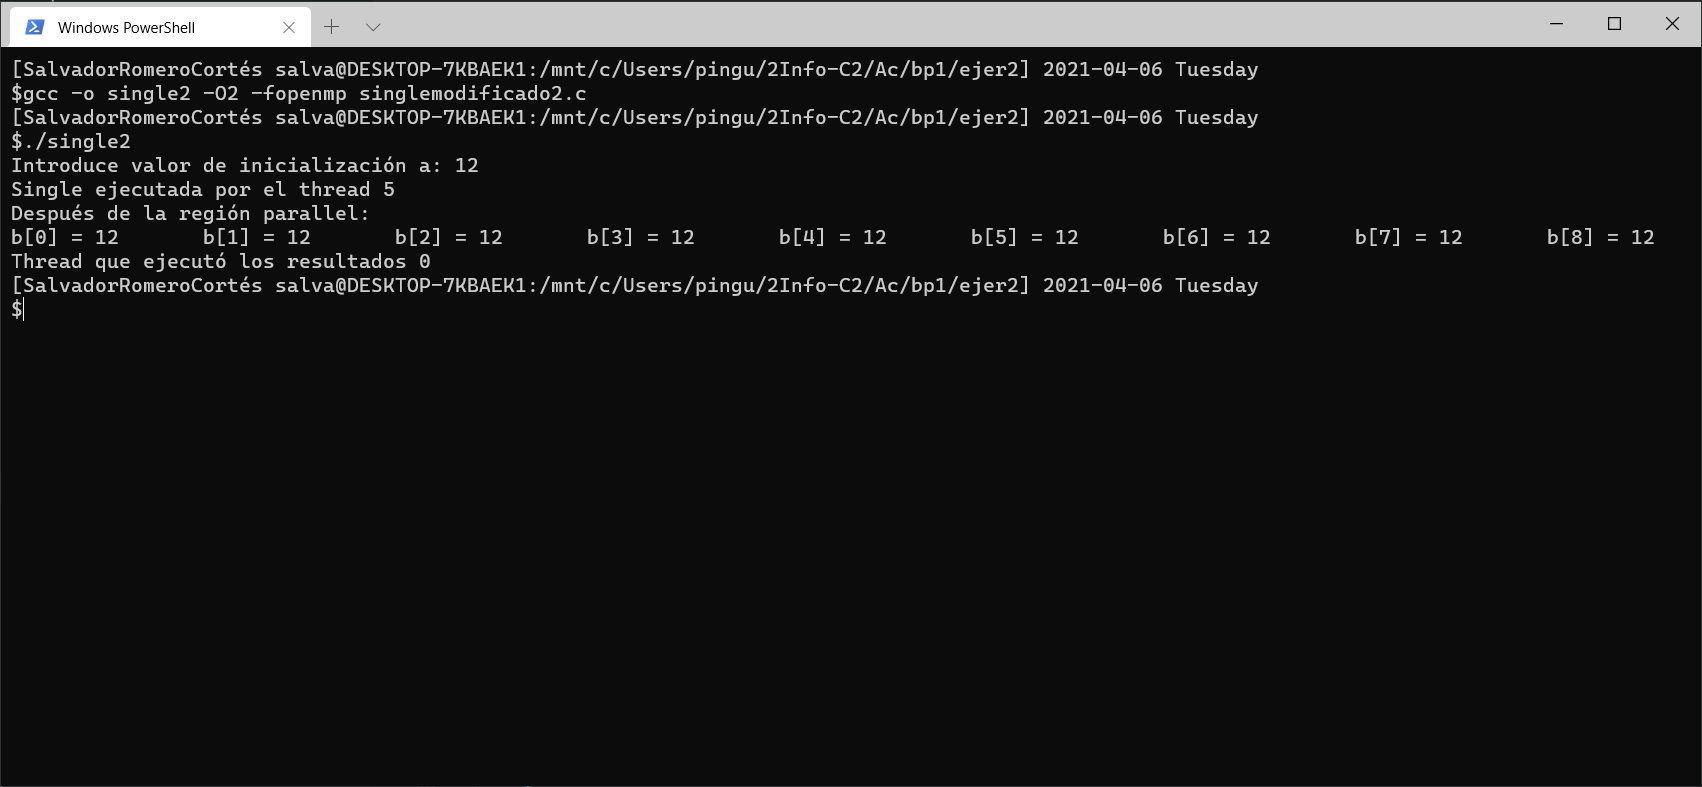 Windows PowerShell
[SalvadorRomeroCortés salva@DESKTOP-7KBAEK1:/mnt/c/Users/pingu/2Info-C2/Ac/bp1/ejer2] 2021-04-06 Tuesday
$gcc -o single2 -O2 -fopenmp singlemodificado2.c
[SalvadorRomeroCortés salva@DESKTOP-7KBAEK1:/mnt/c/Users/pingu/2Info-C2/Ac/bp1/ejer2] 2021-04-06 Tuesday
$./single2
Introduce valor de inicialización a: 12
Single ejecutada por el thread 5
Después de la región parallel:
b[0] = 12       b[1] = 12       b[2] = 12       b[3] = 12       b[4] = 12       b[5] = 12       b[6] = 12       b[7] = 12       b[8] = 12
Thread que ejecutó los resultados 0
[SalvadorRomeroCortés salva@DESKTOP-7KBAEK1:/mnt/c/Users/pingu/2Info-C2/Ac/bp1/ejer2] 2021-04-06 Tuesday
$